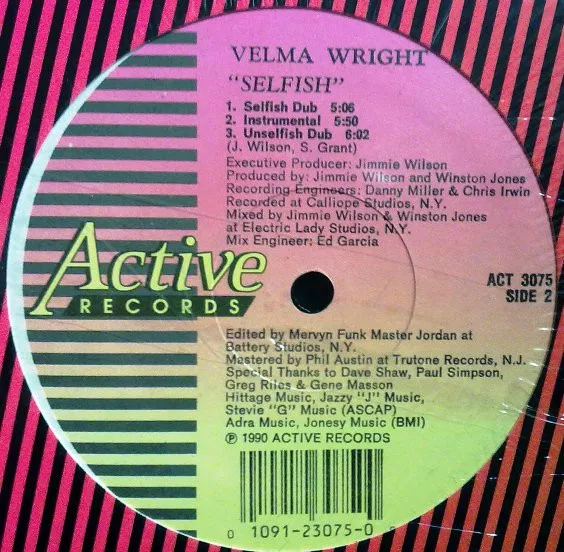 VELMA WRIGHT
"SELFISH"
1. Selfish Dub 5:06
2. Instrumental 5:50
3. Unselfish Dub 6:02
(J. Wilson, S. Grant)
Executive Producer: Jimmie Wilson
Produced by: Jimmie Wilson and Winston Jones
Recording Engineers: Danny Miller & Chris Irwin
Recorded at Calliope Studios, N.Y.
Mixed by Jimmie Wilson & Winston Jones
at Electric Lady Studios, N.Y.
Mix Engineer: Ed Garcia
Active
RECORDS
ACT 3075
SIDE 2
Edited by Mervyn Funk Master Jordan at
Battery Studios, N.Y.
Mastered by Phil Austin at Trutone Records, N.J.
Special Thanks to Dave Shaw, Paul Simpson,
Greg Riles & Gene Masson
Hittage Music, Jazzy "J" Music,
Stevie "G" Music (ASCAP)
Adra Music, Jonesy Music (BMI)
℗ 1990 ACTIVE RECORDS
0 1091-23075-0